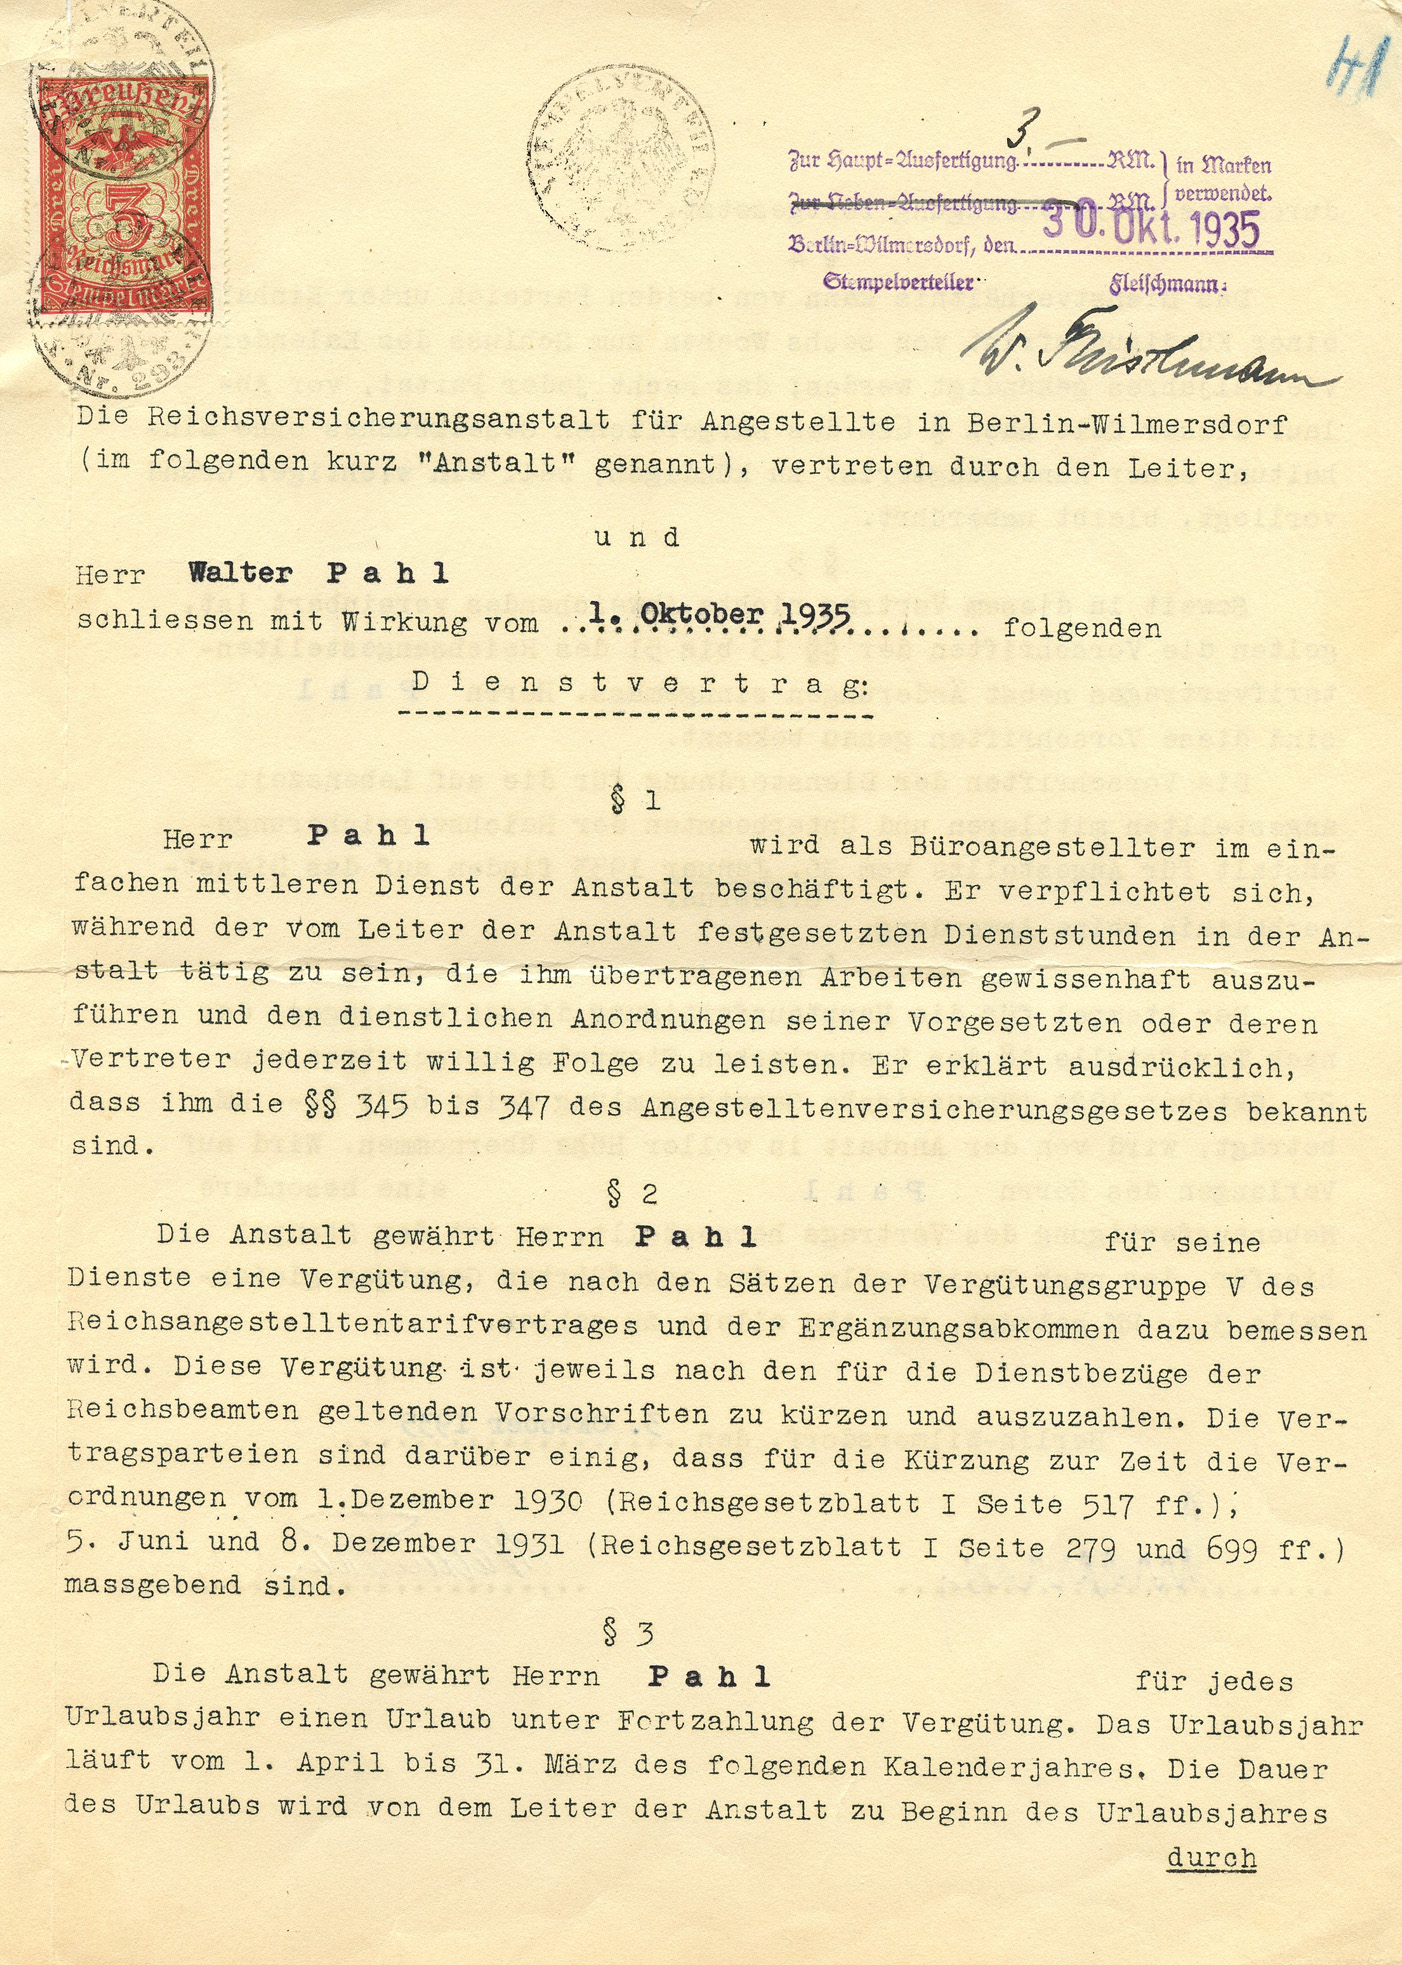 41
STEMPELVERTEILER
Nr. 293
Preußen
Drei
Drei
3
Reichsmark
Stempelmarke
STEMPELVERTEILER
Nr. 293
STEMPELVERTEILER
3.—
Zur Haupt=Ausfertigung...........RM. } in Marken
Zur Neben=Ausfertigung...........RM. } verwendet.
Berlin=Wilmersdorf, den 30. Okt. 1935
Stempelverteiler Fleischmann.
W. Fleischmann
Die Reichsversicherungsanstalt für Angestellte in Berlin-Wilmersdorf
(im folgenden kurz "Anstalt" genannt), vertreten durch den Leiter,
u n d
Herr Walter P a h l
schliessen mit Wirkung vom ..1. Oktober 1935....... folgenden
D i e n s t v e r t r a g:
§ 1
Herr P a h l wird als Büroangestellter im ein-
fachen mittleren Dienst der Anstalt beschäftigt. Er verpflichtet sich,
während der vom Leiter der Anstalt festgesetzten Dienststunden in der An-
stalt tätig zu sein, die ihm übertragenen Arbeiten gewissenhaft auszu-
führen und den dienstlichen Anordnungen seiner Vorgesetzten oder deren
Vertreter jederzeit willig Folge zu leisten. Er erklärt ausdrücklich,
dass ihm die §§ 345 bis 347 des Angestelltenversicherungsgesetzes bekannt
sind.
§ 2
Die Anstalt gewährt Herrn P a h l für seine
Dienste eine Vergütung, die nach den Sätzen der Vergütungsgruppe V des
Reichsangestelltentarifvertrages und der Ergänzungsabkommen dazu bemessen
wird. Diese Vergütung ist jeweils nach den für die Dienstbezüge der
Reichsbeamten geltenden Vorschriften zu kürzen und auszuzahlen. Die Ver-
tragsparteien sind darüber einig, dass für die Kürzung zur Zeit die Ver-
ordnungen vom 1.Dezember 1930 (Reichsgesetzblatt I Seite 517 ff.),
5. Juni und 8. Dezember 1931 (Reichsgesetzblatt I Seite 279 und 699 ff.)
massgebend sind.
§ 3
Die Anstalt gewährt Herrn P a h l für jedes
Urlaubsjahr einen Urlaub unter Fortzahlung der Vergütung. Das Urlaubsjahr
läuft vom 1. April bis 31. März des folgenden Kalenderjahres. Die Dauer
des Urlaubs wird von dem Leiter der Anstalt zu Beginn des Urlaubsjahres
durch